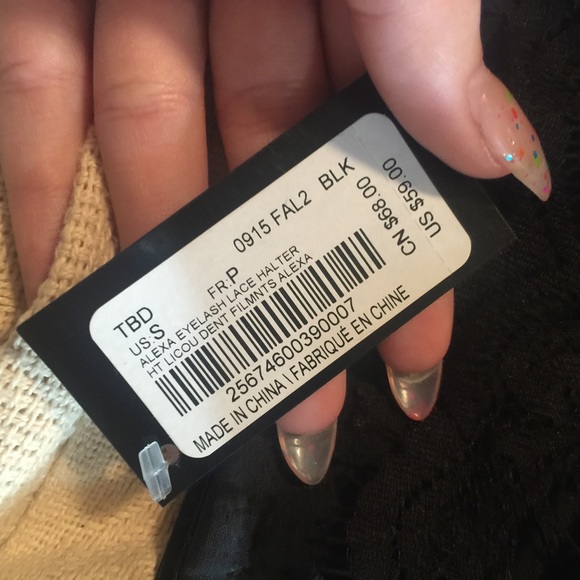 TBD 0915 FAL2 BLK
US:S FR.P
ALEXA EYELASH LACE HALTER
HT LICOU DENT FILMNTS ALEXA
25674600390007
MADE IN CHINA \ FABRIQUÉ EN CHINE
CN $68.00
US $59.00